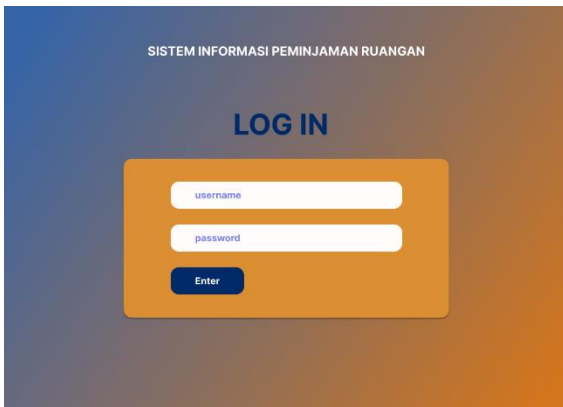 SISTEM INFORMASI PEMINJAMAN RUANGAN
LOG IN
username
password
Enter